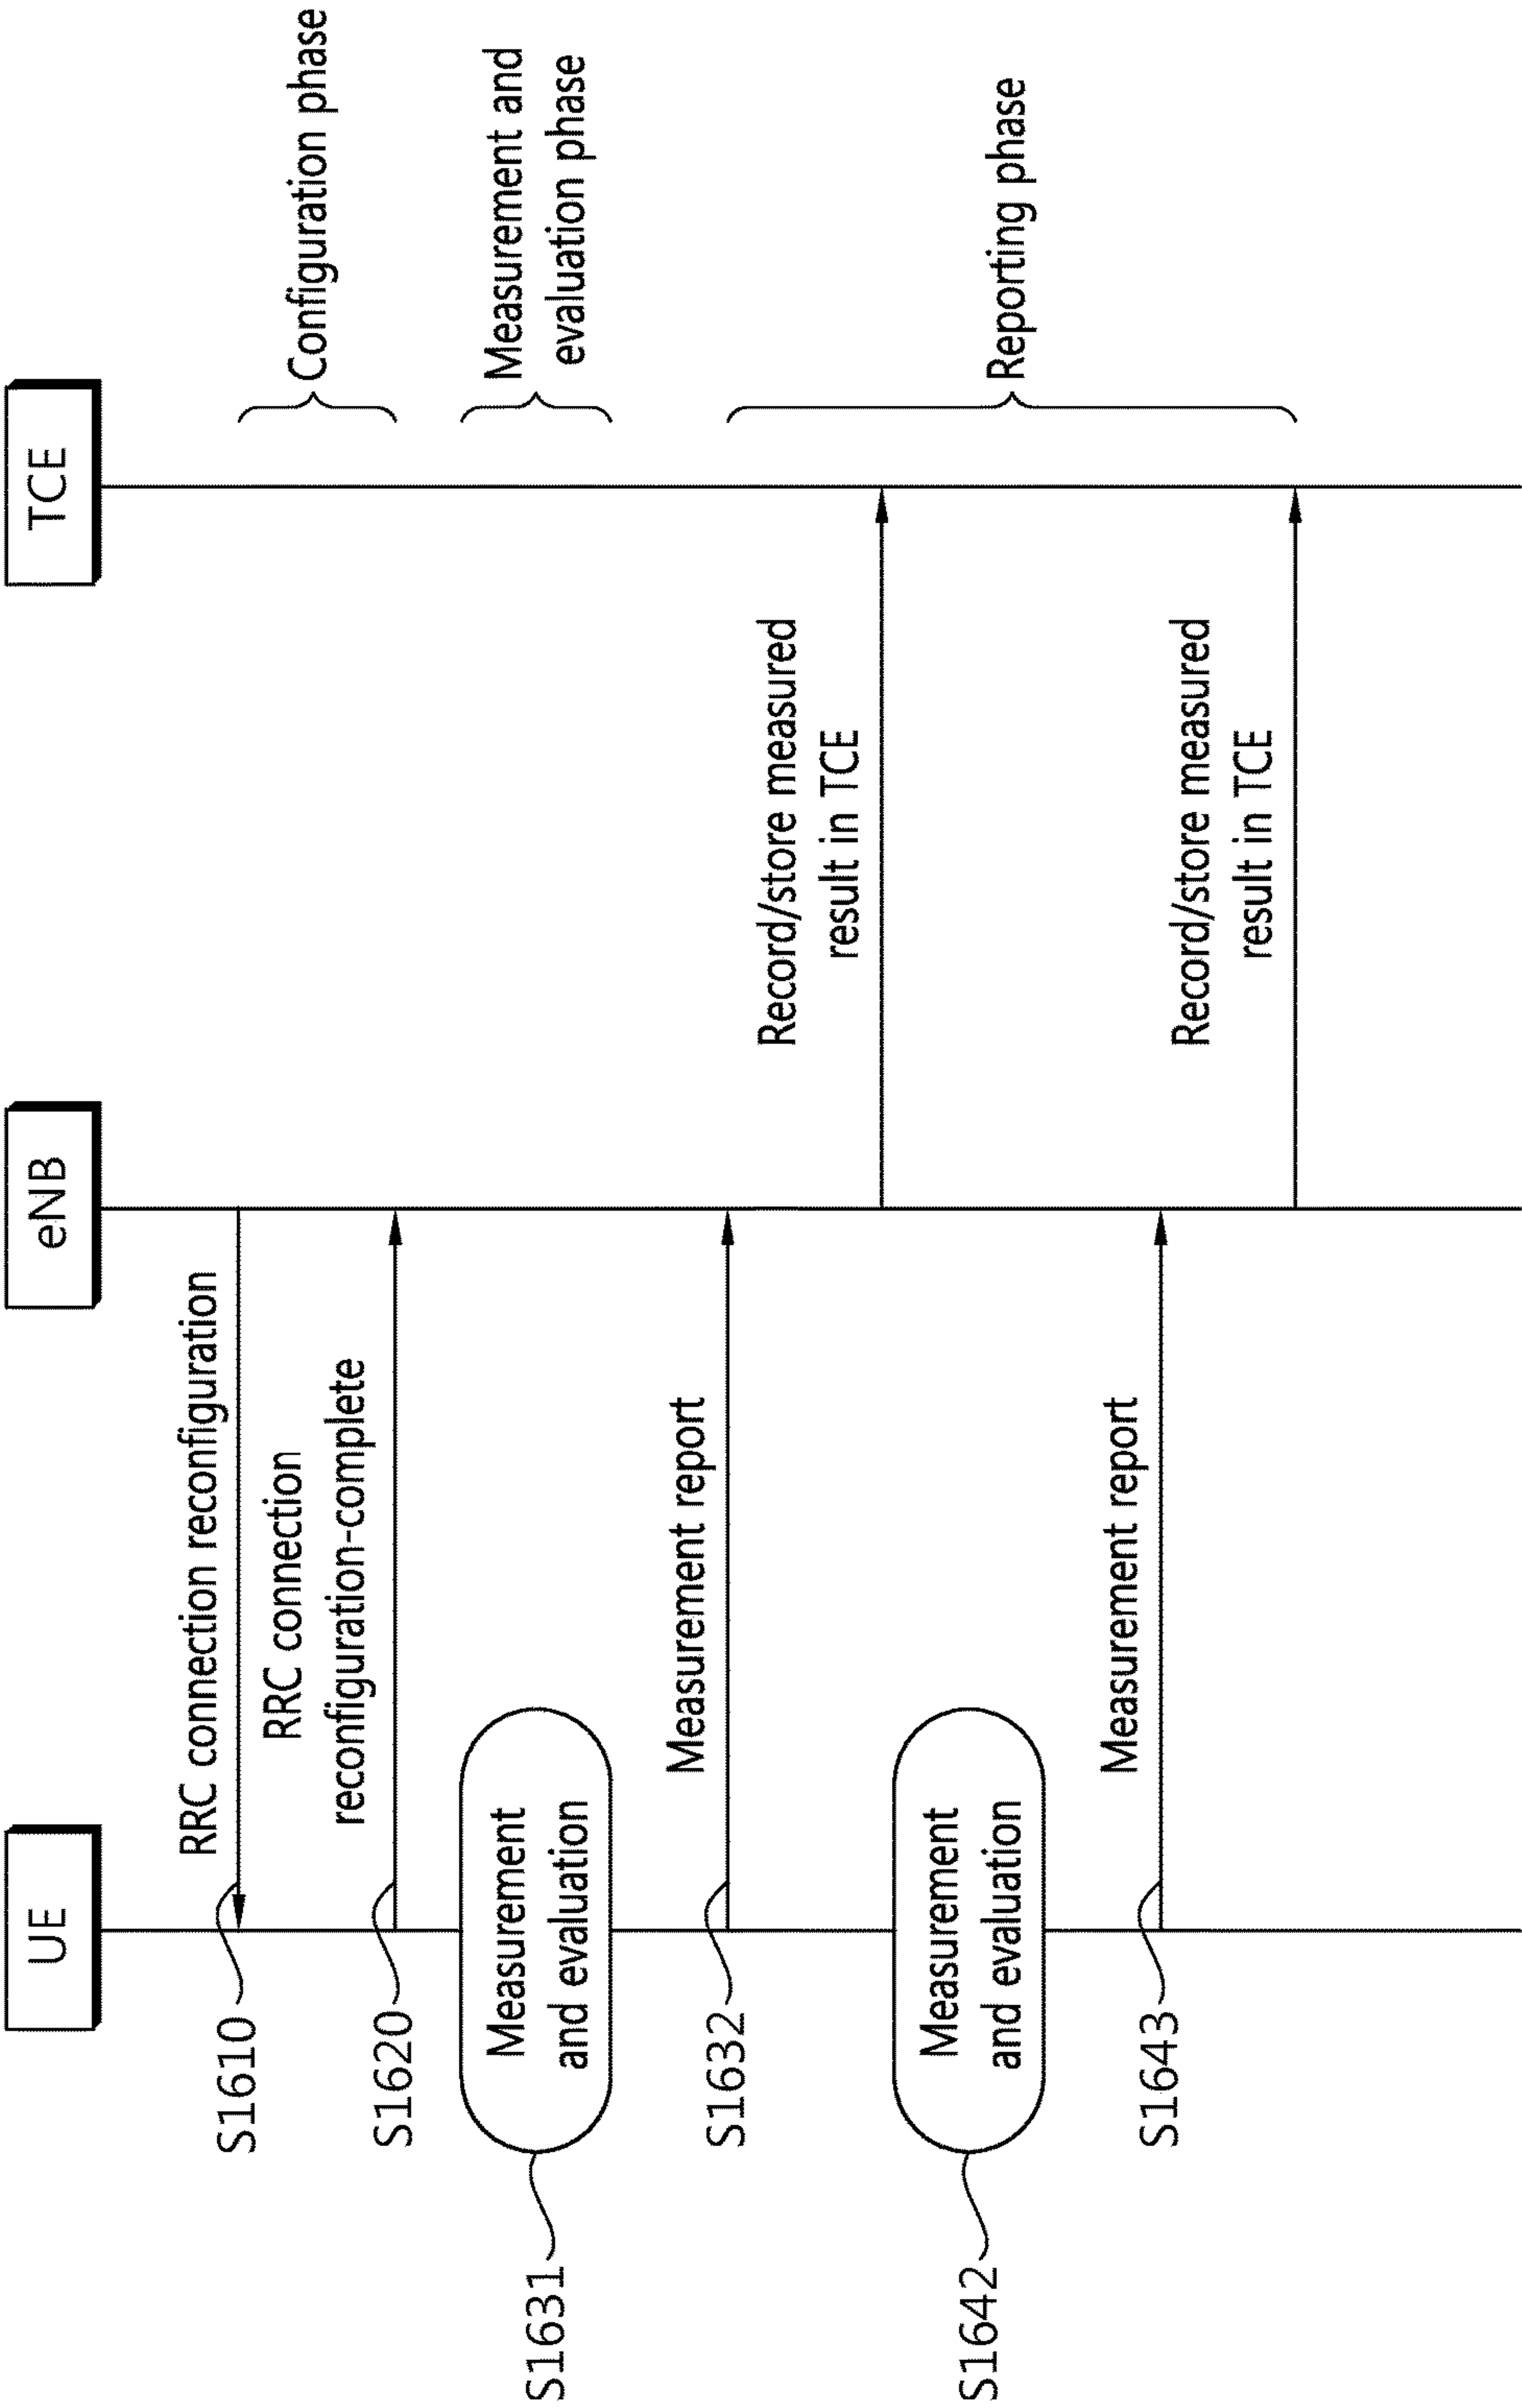 UE
eNB
TCE
S1610
RRC connection reconfiguration
Configuration phase
S1620
RRC connection
reconfiguration-complete
S1631
Measurement
and evaluation
Measurement and
evaluation phase
S1632
Measurement report
Record/store measured
result in TCE
Reporting phase
S1642
Measurement
and evaluation
S1643
Measurement report
Record/store measured
result in TCE